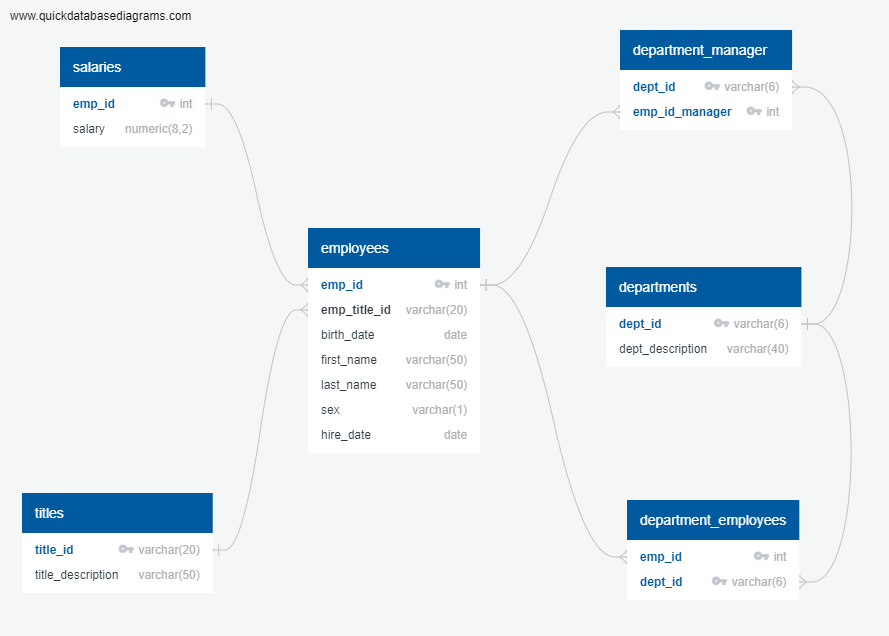 www.quickdatabasediagrams.com
salaries
emp_id int
salary numeric(8,2)
department_manager
dept_id varchar(6)
emp_id_manager int
employees
emp_id int
emp_title_id varchar(20)
birth_date date
first_name varchar(50)
last_name varchar(50)
sex varchar(1)
hire_date date
departments
dept_id varchar(6)
dept_description varchar(40)
titles
title_id varchar(20)
title_description varchar(50)
department_employees
emp_id int
dept_id varchar(6)